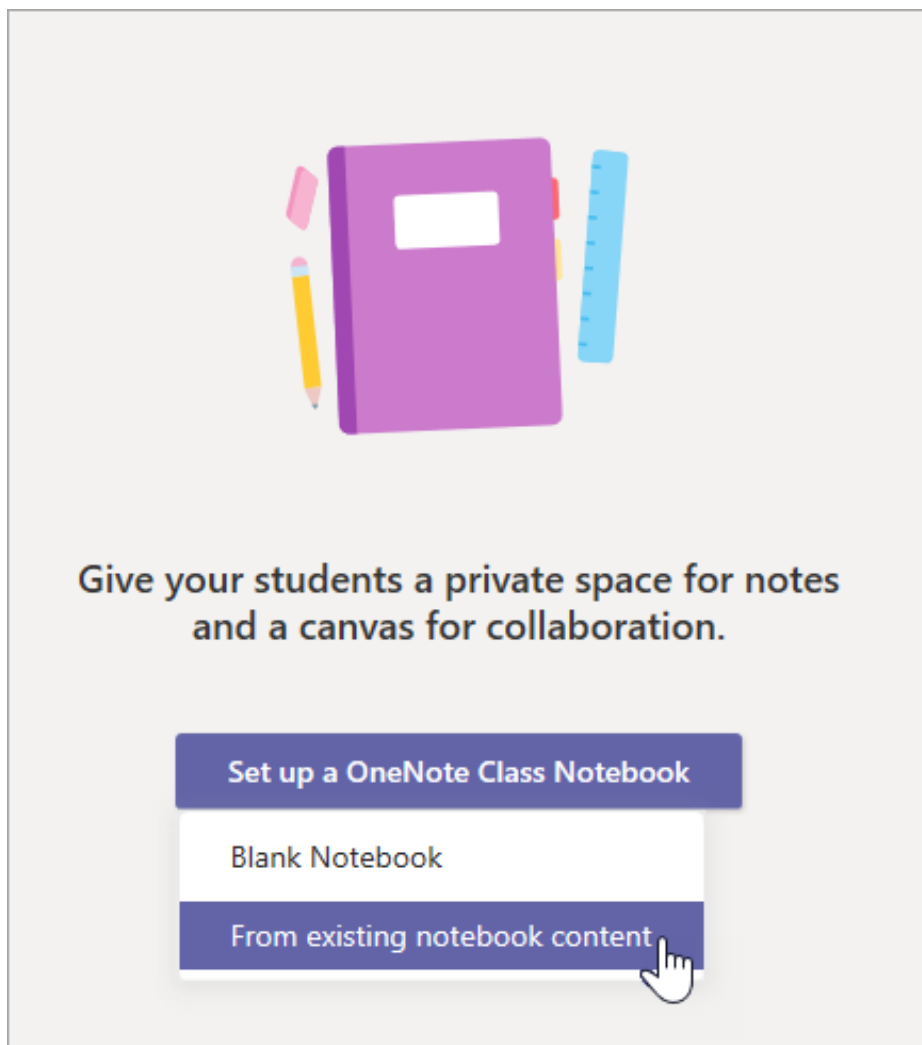 Give your students a private space for notes
and a canvas for collaboration.
Set up a OneNote Class Notebook
Blank Notebook
From existing notebook content